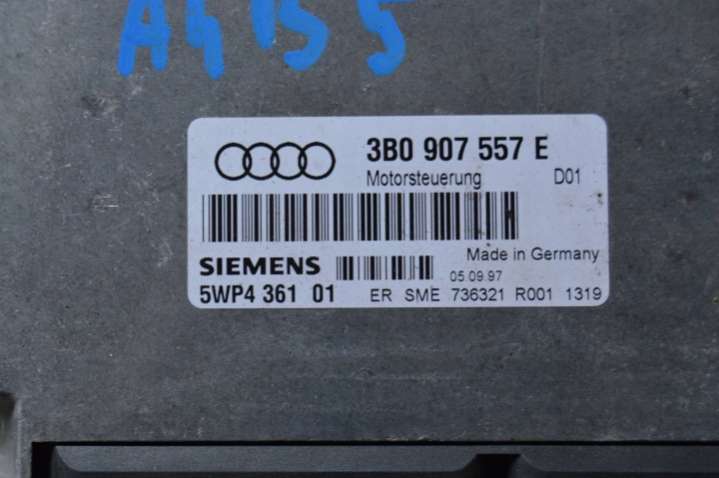 A4 B5
3B0 907 557 E
Motorsteuerung D01
Made in Germany
SIEMENS 05.09.97
5WP4 361 01 ER SME 736321 R001 1319